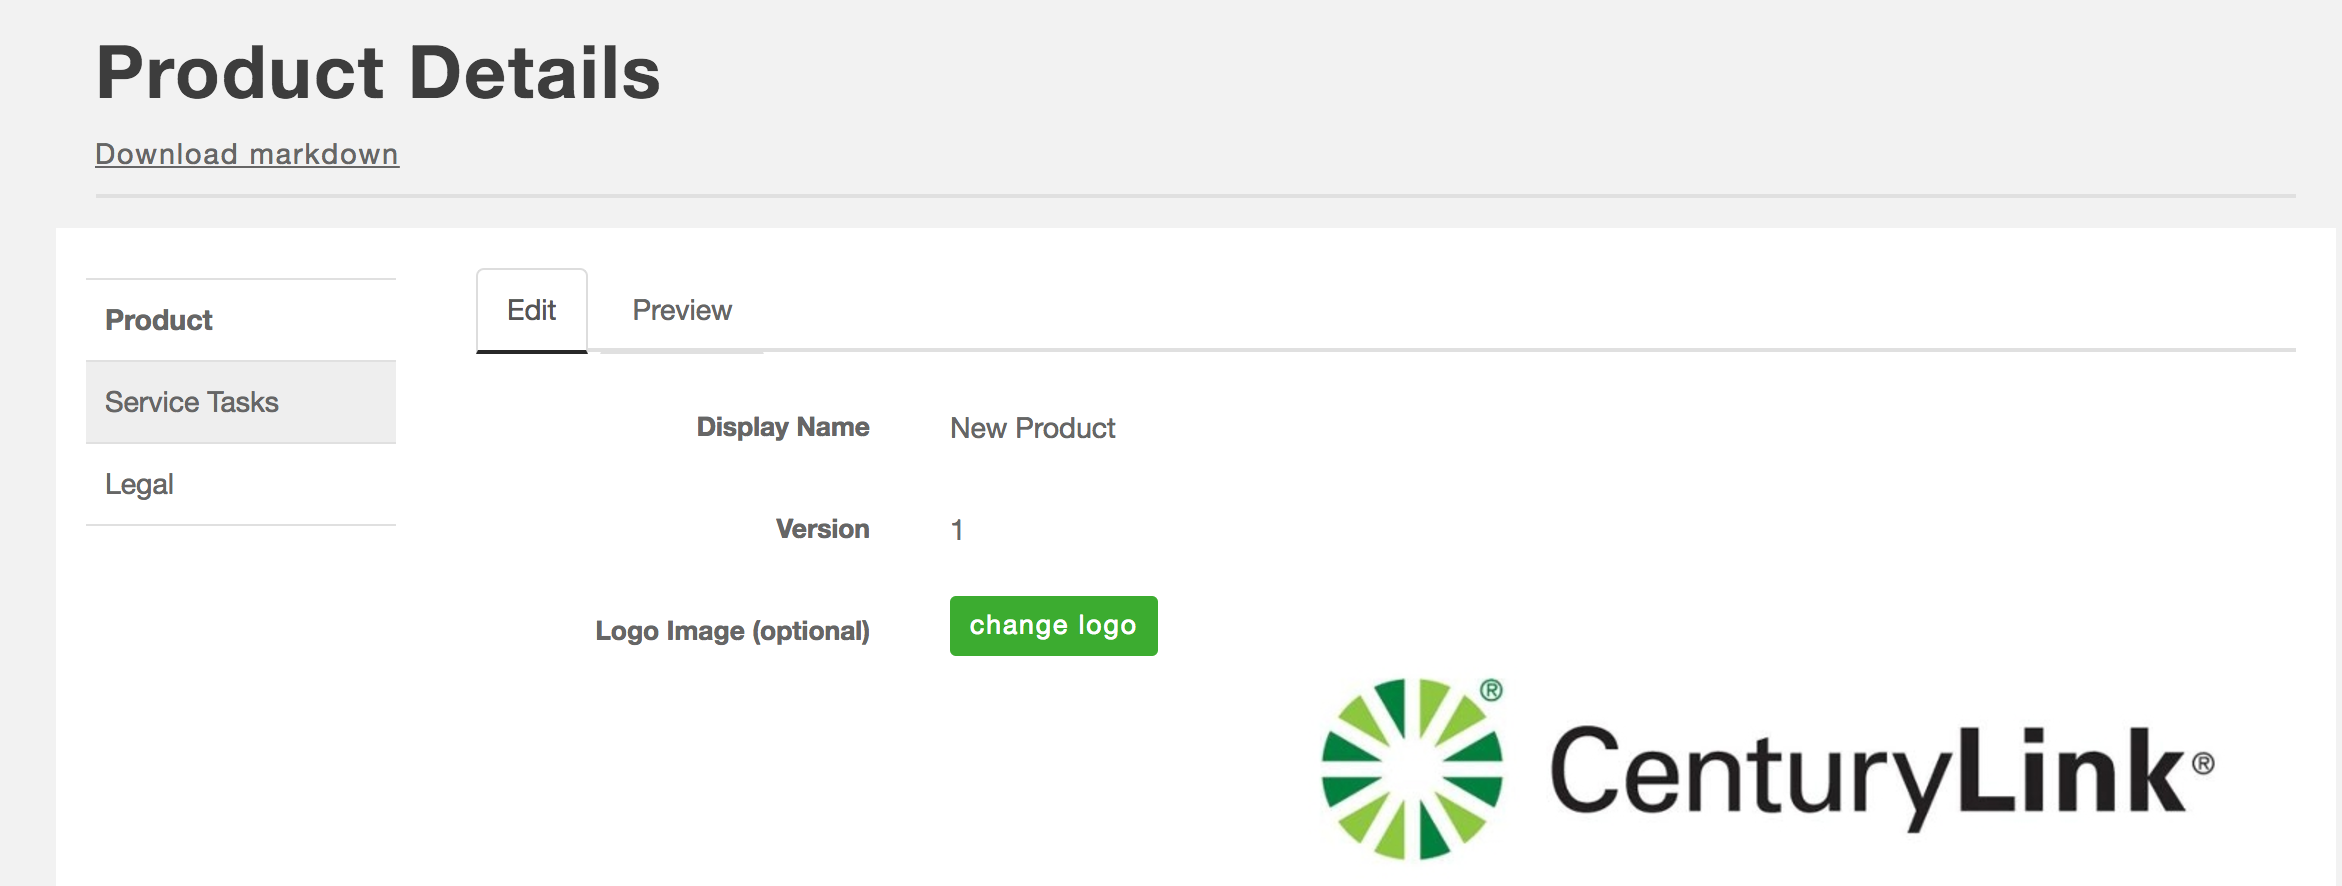 Product Details
Download markdown
Product
Service Tasks
Legal
Edit
Preview
Display Name
New Product
Version
1
Logo Image (optional)
change logo
®
CenturyLink®